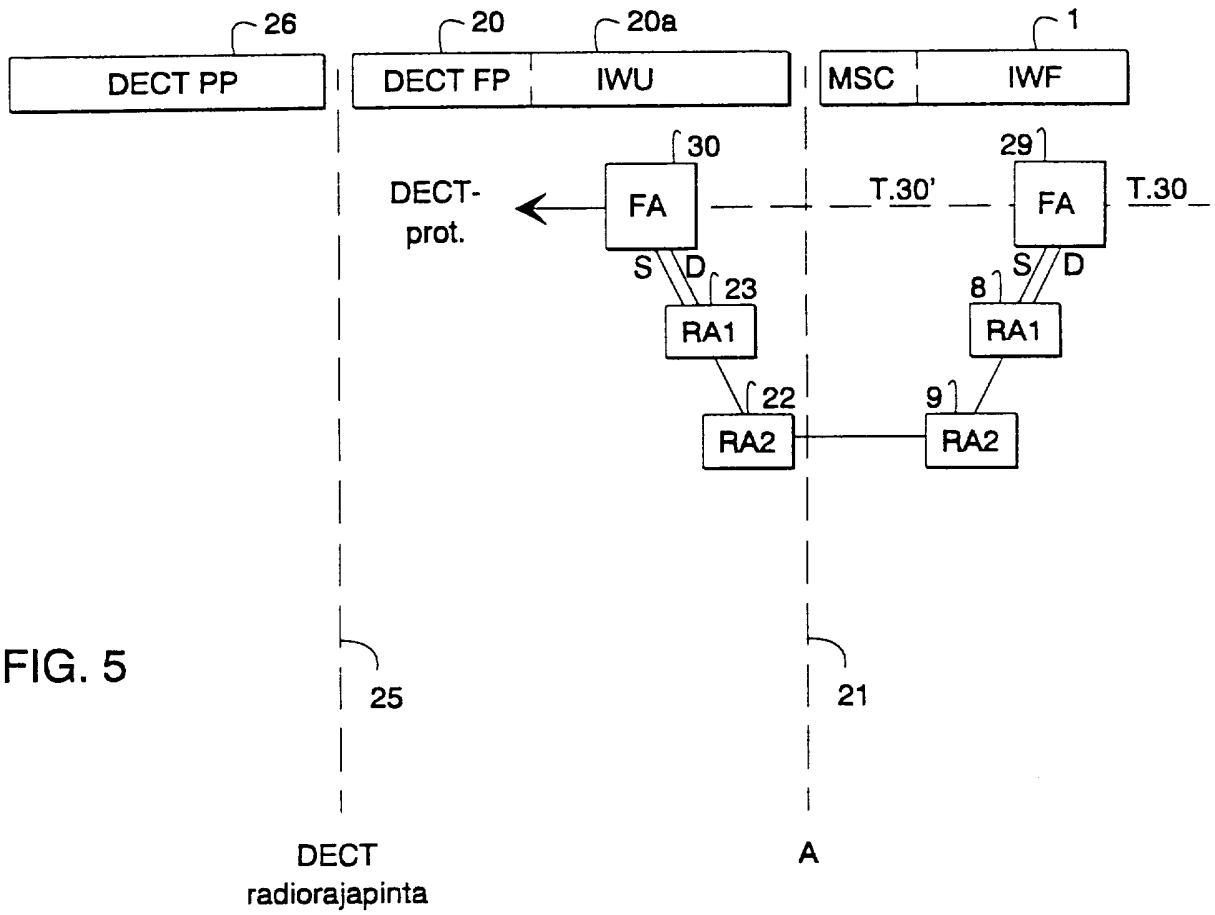 26 20 20a 1
DECT PP DECT FP IWU MSC IWF
30 29
DECT-
prot.
FA T.30' FA T.30
S D S D
23 8
RA1 RA1
22 9
RA2 RA2
FIG. 5
25 21
DECT
radiorajapinta
A